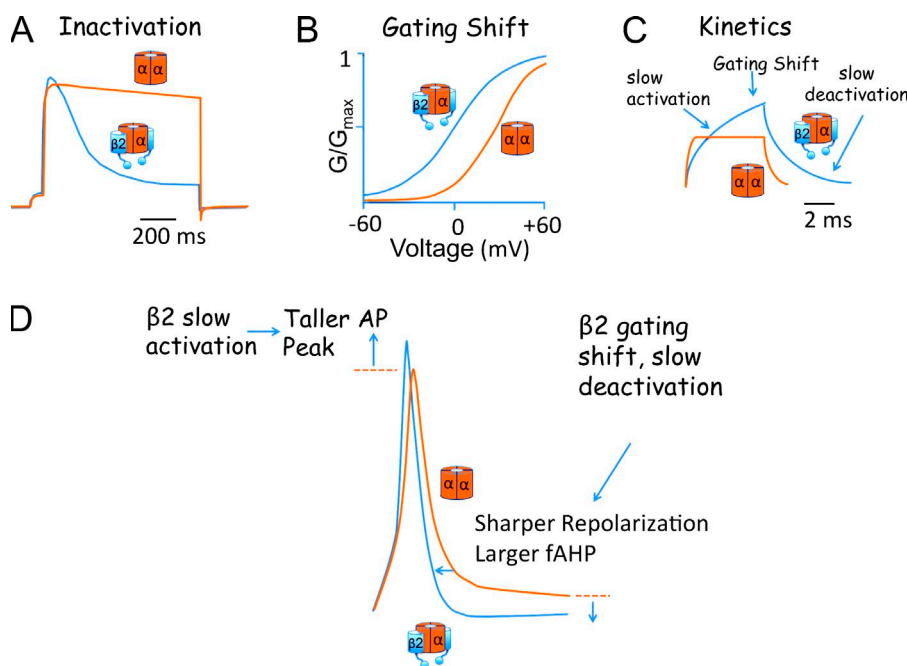 A
Inactivation
α α
β2 α
200 ms
B
Gating Shift
1
G/Gmax
β2 α
α α
-60
0
+60
Voltage (mV)
C
Kinetics
Gating Shift
slow
activation
slow
deactivation
β2 α
α α
2 ms
D
β2 slow
activation
Taller AP
Peak
β2 gating
shift, slow
deactivation
α α
Sharper Repolarization
Larger fAHP
β2 α